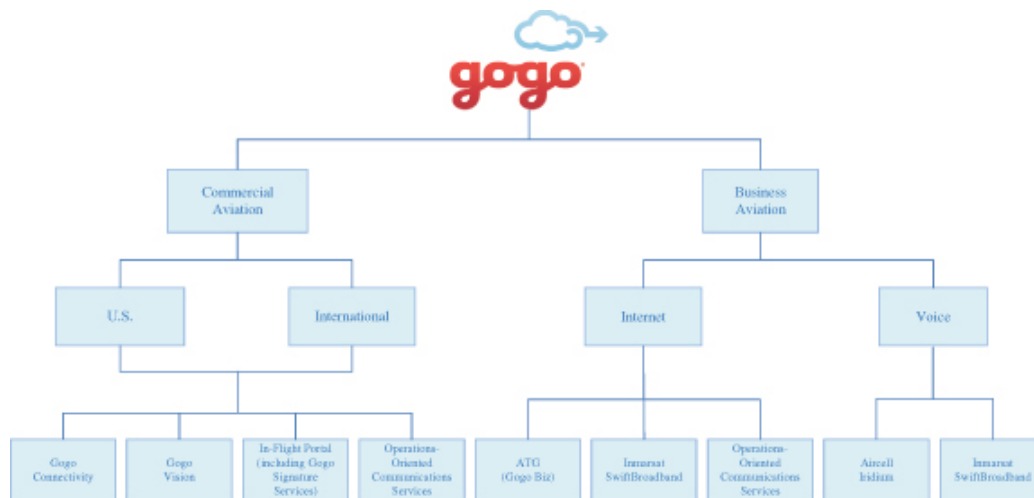 gogo
Commercial
Aviation
Business
Aviation
U.S.
International
Internet
Voice
Gogo
Connectivity
Gogo
Vision
In-Flight Portal
(including Gogo
Signature
Services)
Operations-
Oriented
Communications
Services
ATG
(Gogo Biz)
Inmarsat
SwiftBroadband
Operations-
Oriented
Communications
Services
Aircell
Iridium
Inmarsat
SwiftBroadband